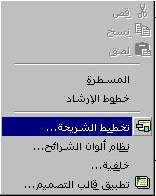 قص
نسخ
لصق
المسطرة
خطوط الإرشاد
تخطيط الشريحة...
نظام ألوان الشرائح...
خلفية...
تطبيق قالب التصميم...